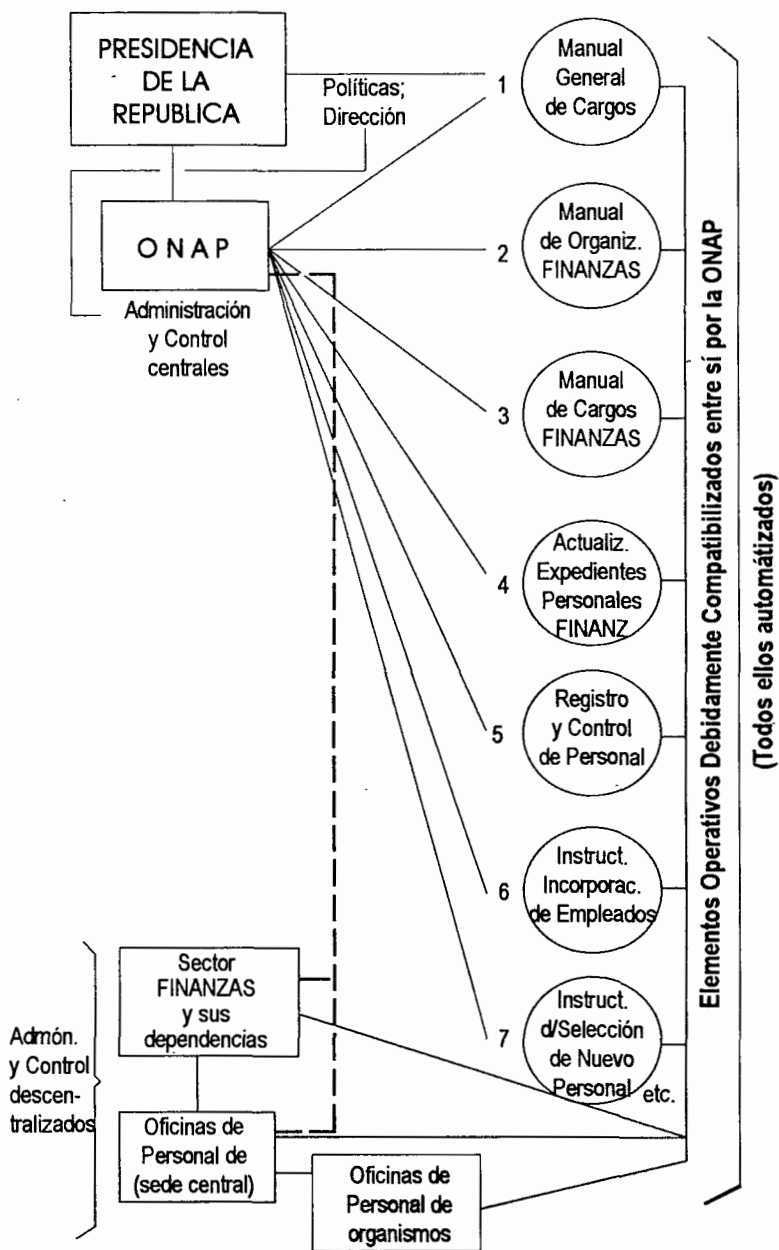 PRESIDENCIA
DE LA
REPUBLICA
Políticas;
Dirección
O N A P
Administración
y Control
centrales
1
Manual
General
de Cargos
2
Manual
de Organiz.
FINANZAS
3
Manual
de Cargos
FINANZAS
4
Actualiz.
Expedientes
Personales
FINANZ.
5
Registro
y Control
de Personal
6
Instruct.
Incorporac.
de Empleados
7
Instruct.
d/Selección
de Nuevo
Personal
etc.
Elementos Operativos Debidamente Compatibilizados entre sí por la ONAP
(Todos ellos automátizados)
Admón.
y Control
descen-
tralizados
Sector
FINANZAS
y sus
dependencias
Oficinas de
Personal de
(sede central)
Oficinas de
Personal de
organismos